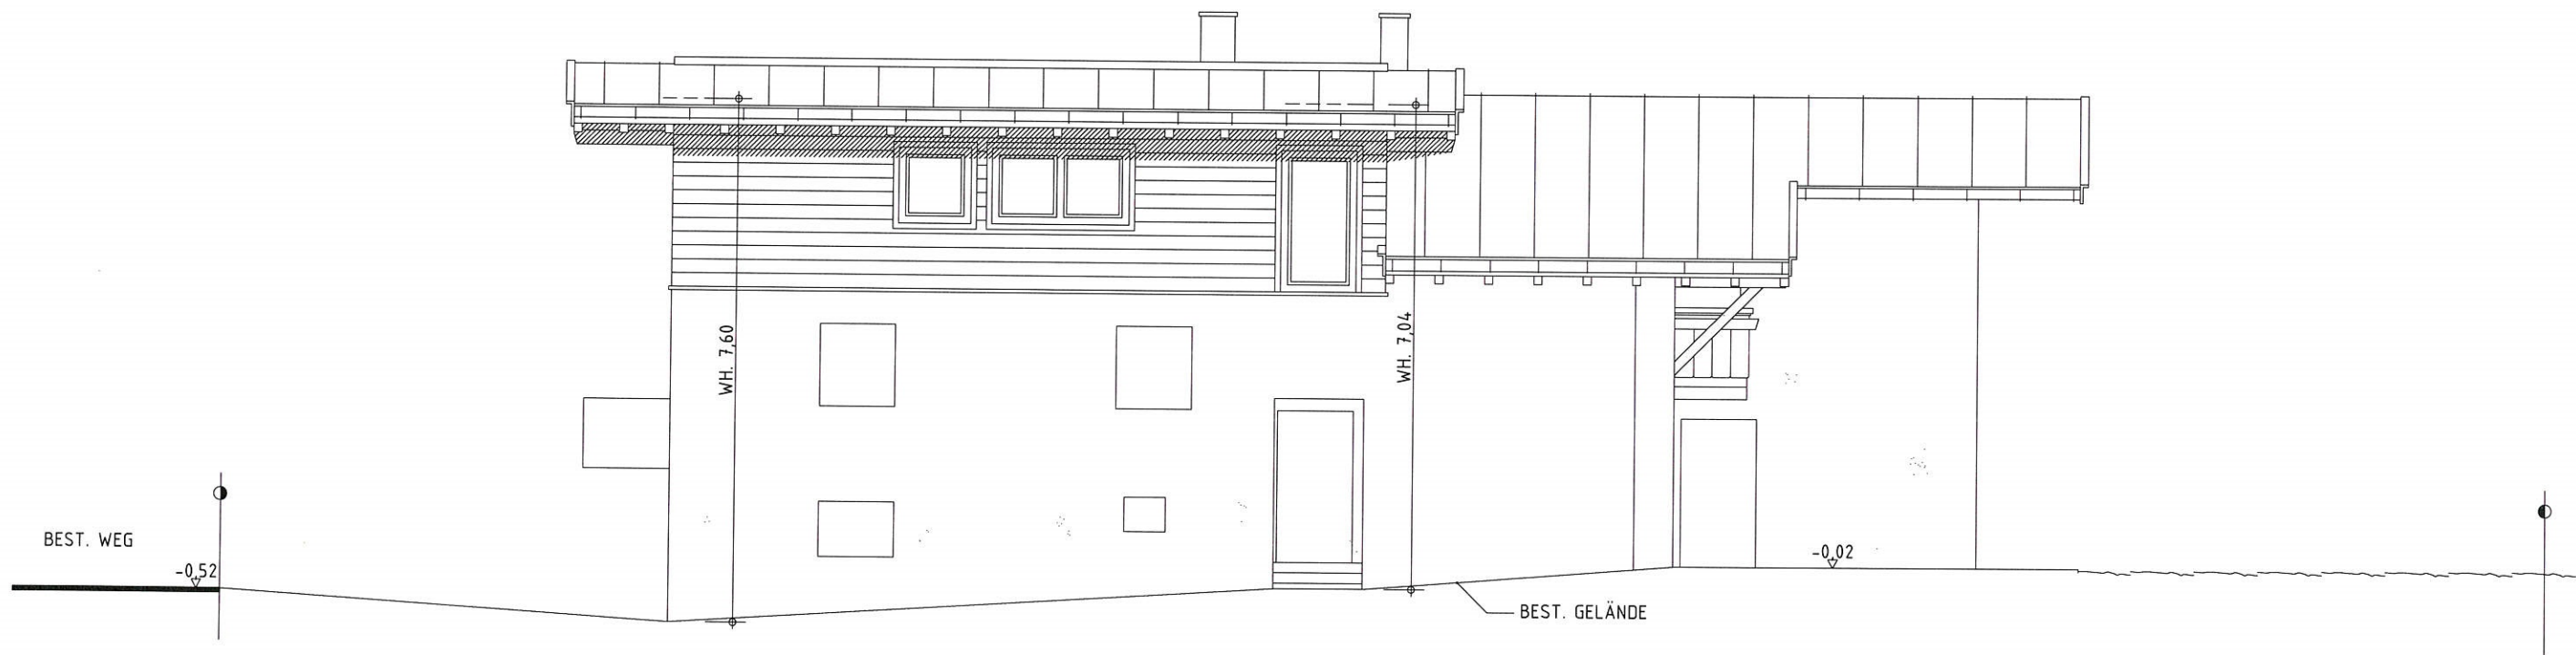 WH. 7,60
WH. 7,04
BEST. WEG
-0,52
-0,02
BEST. GELÄNDE